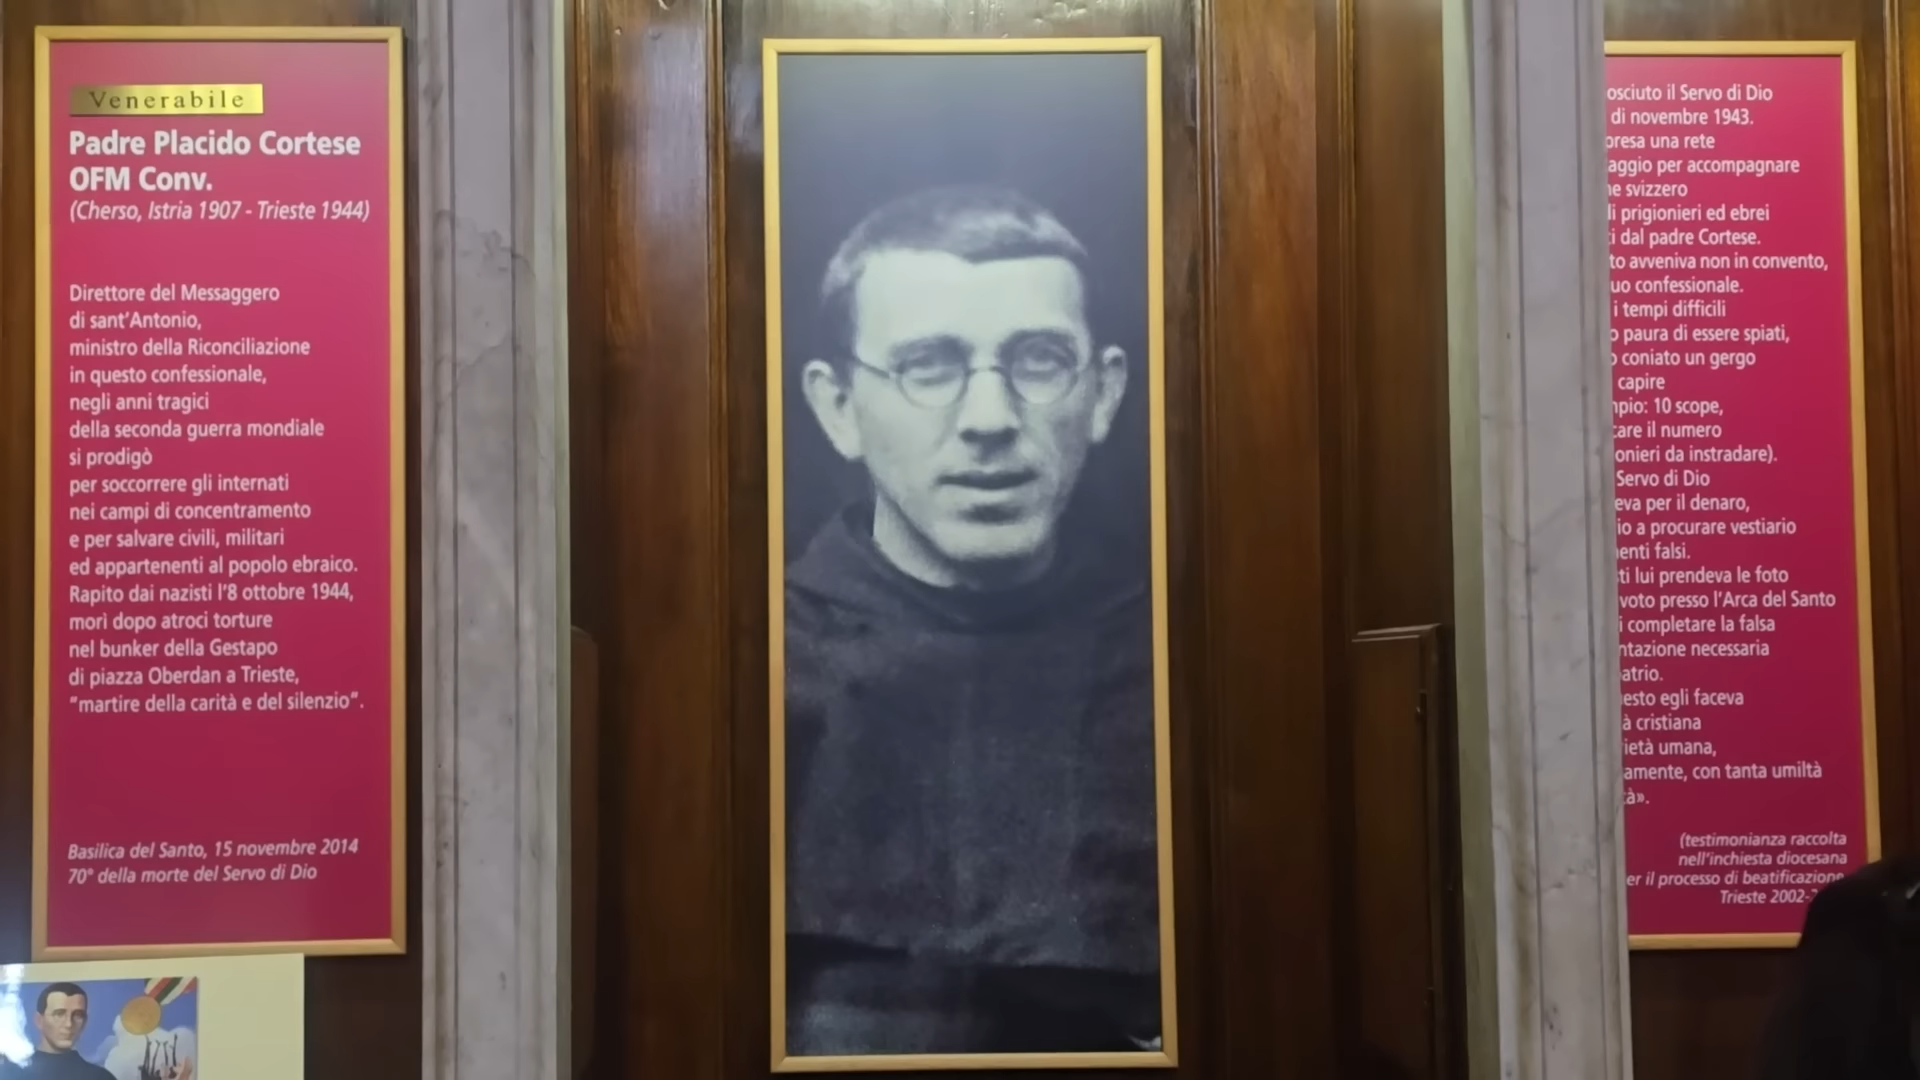 Venerabile
Padre Placido Cortese
OFM Conv.
(Cherso, Istria 1907 - Trieste 1944)
Direttore del Messaggero
di sant'Antonio,
ministro della Riconciliazione
in questo confessionale,
negli anni tragici
della seconda guerra mondiale
si prodigò
per soccorrere gli internati
nei campi di concentramento
e per salvare civili, militari
ed appartenenti al popolo ebraico.
Rapito dai nazisti l'8 ottobre 1944,
morì dopo atroci torture
nel bunker della Gestapo
di piazza Oberdan a Trieste,
"martire della carità e del silenzio".
Basilica del Santo, 15 novembre 2014
70° della morte del Servo di Dio
osciuto il Servo di Dio
di novembre 1943.
presa una rete
aggio per accompagnare
ne svizzero
li prigionieri ed ebrei
i dal padre Cortese.
to avveniva non in convento,
uo confessionale.
i tempi difficili
o paura di essere spiati,
o coniato un gergo
capire
mpio: 10 scope,
care il numero
onieri da instradare).
Servo di Dio
eva per il denaro,
io a procurare vestiario
enti falsi.
ti lui prendeva le foto
voto presso l'Arca del Santo
i completare la falsa
ntazione necessaria
atrio.
esto egli faceva
à cristiana
ietà umana,
amente, con tanta umiltà
tà».
(testimonianza raccolta
nell'inchiesta diocesana
er il processo di beatificazione
Trieste 2002-